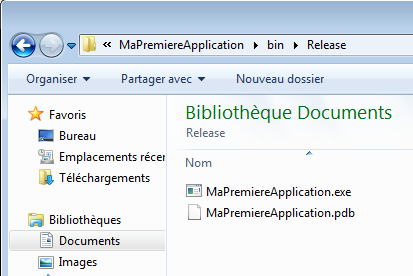 « MaPremiereApplication bin Release
Organiser Partager avec Nouveau dossier
Favoris
Bureau
Emplacements récen
Téléchargements
Bibliothèques
Documents
Images
Bibliothèque Documents
Release
Nom
MaPremiereApplication.exe
MaPremiereApplication.pdb